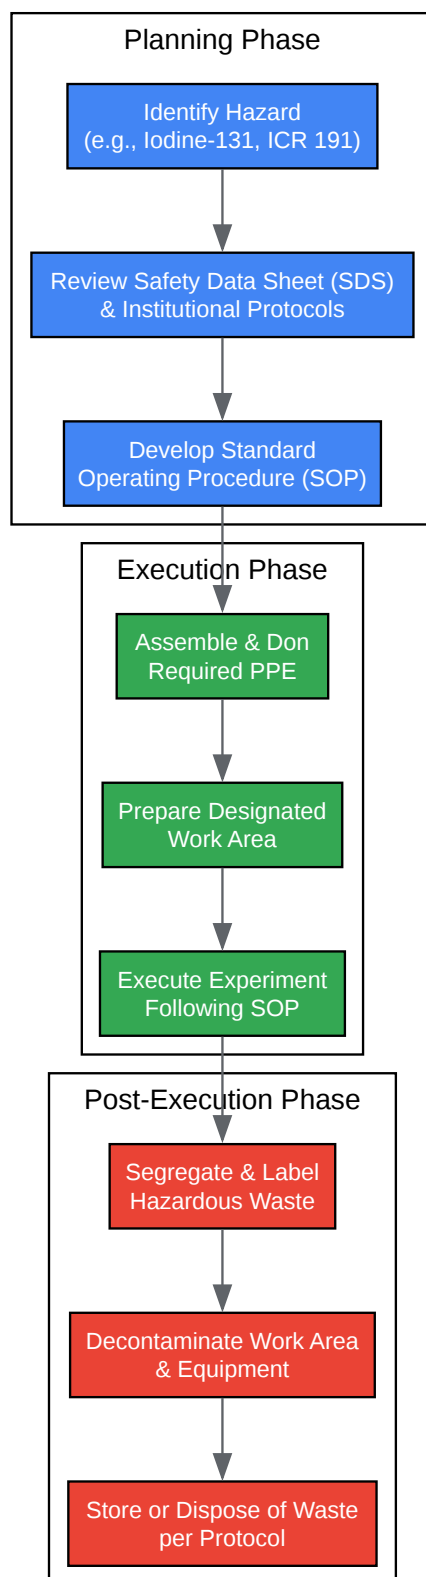 Planning Phase
Identify Hazard
(e.g., Iodine-131, ICR 191)
Review Safety Data Sheet (SDS)
& Institutional Protocols
Develop Standard
Operating Procedure (SOP)
Execution Phase
Assemble & Don
Required PPE
Prepare Designated
Work Area
Execute Experiment
Following SOP
Post-Execution Phase
Segregate & Label
Hazardous Waste
Decontaminate Work Area
& Equipment
Store or Dispose of Waste
per Protocol